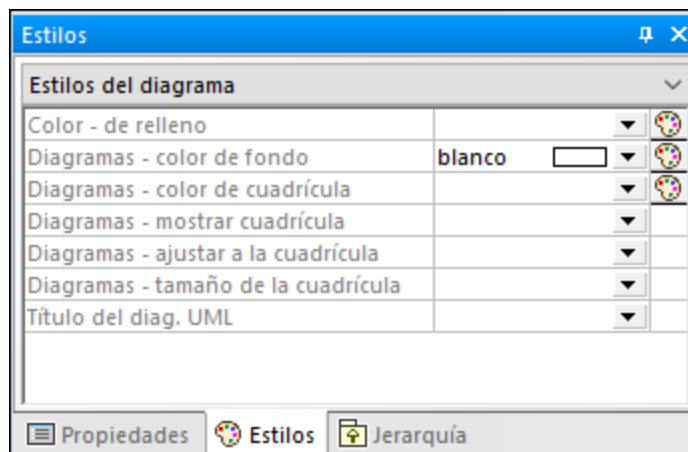 Estilos
Estilos del diagrama
Color - de relleno
Diagramas - color de fondo blanco
Diagramas - color de cuadrícula
Diagramas - mostrar cuadrícula
Diagramas - ajustar a la cuadrícula
Diagramas - tamaño de la cuadrícula
Título del diag. UML
Propiedades Estilos Jerarquía